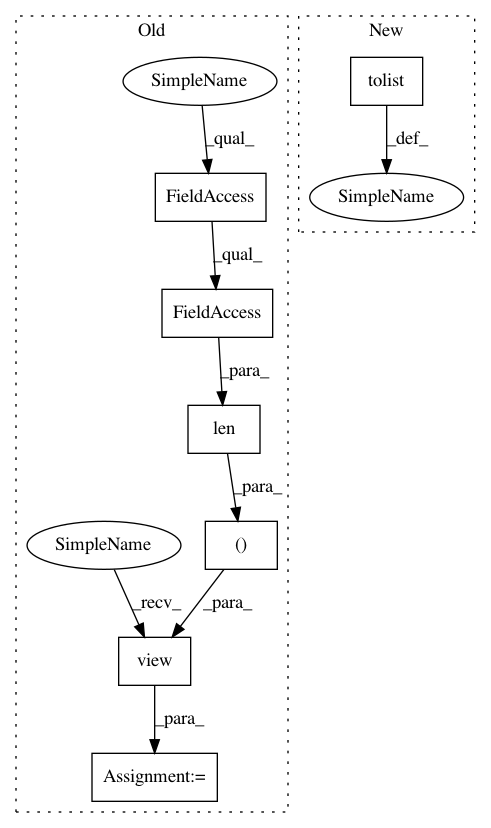 Old
New
SimpleName
tolist
_qual_
_def_
FieldAccess
SimpleName
_qual_
FieldAccess
_para_
len
_para_
SimpleName
()
_recv_
_para_
view
_para_
Assignment:=